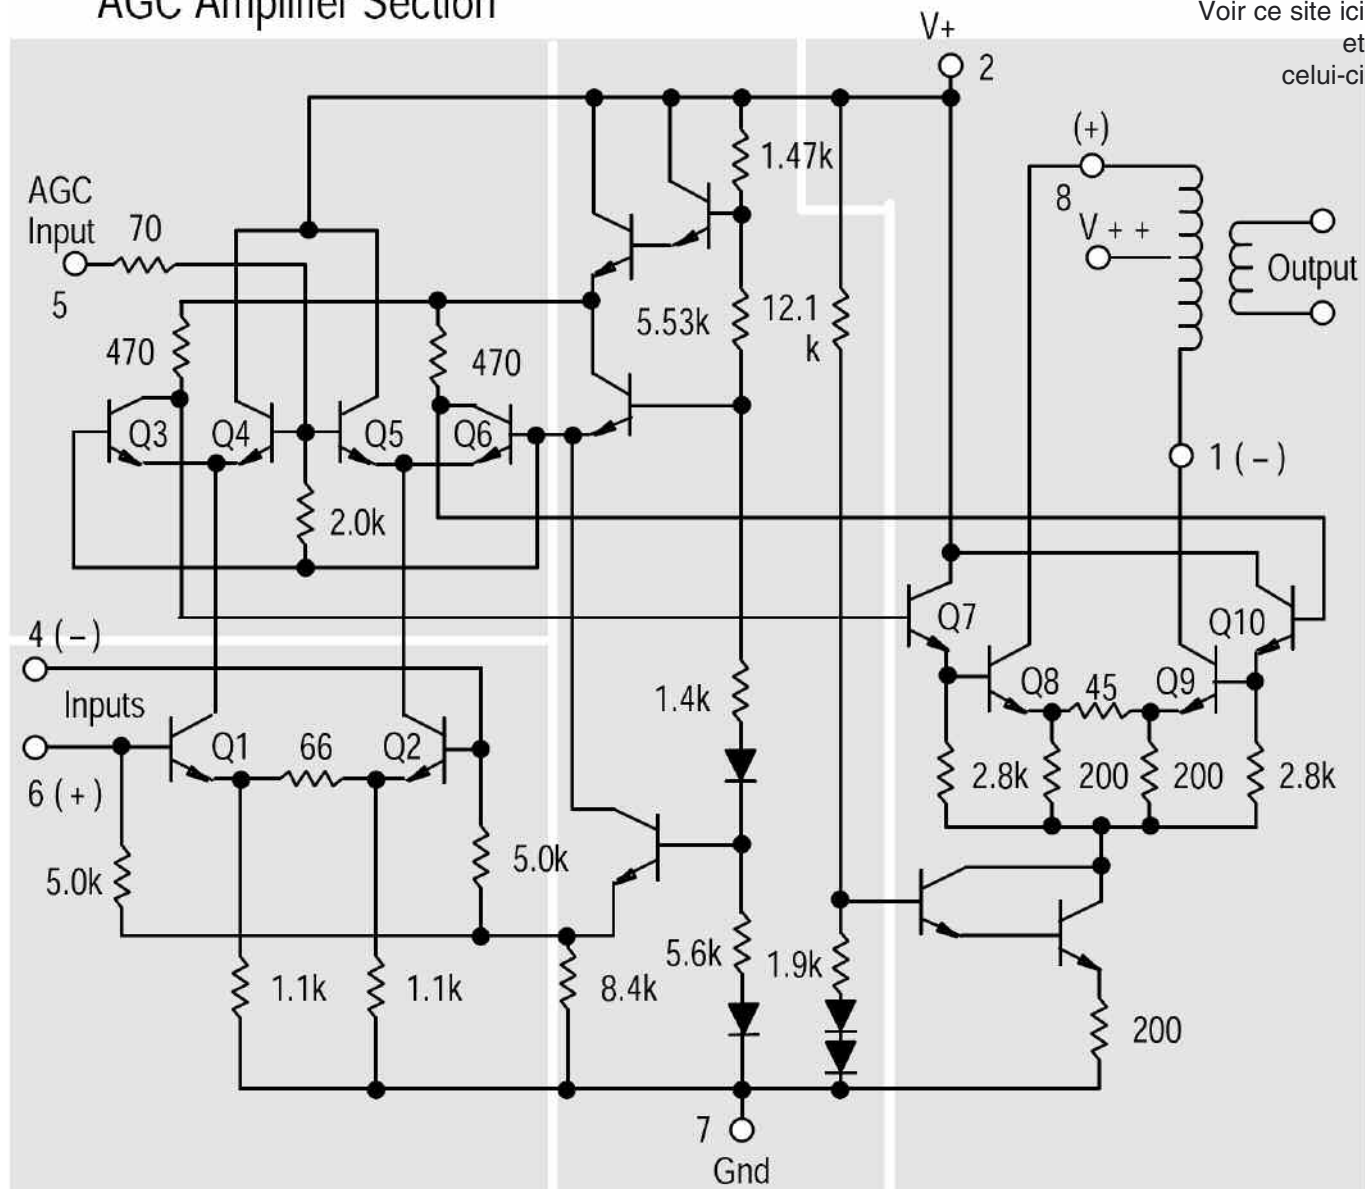 AGC Amplifier Section
Voir ce site ici
et
celui-ci
V+
2
(+)
8
V + +
Output
1 ( − )
AGC
Input
5
70
470
470
Q3
Q4
Q5
Q6
2.0k
1.47k
5.53k
12.1
k
4 ( − )
Inputs
6 ( + )
Q1
66
Q2
5.0k
5.0k
1.1k
1.1k
8.4k
1.4k
5.6k
1.9k
Q7
Q8
45
Q9
Q10
2.8k
200
200
2.8k
200
7
Gnd